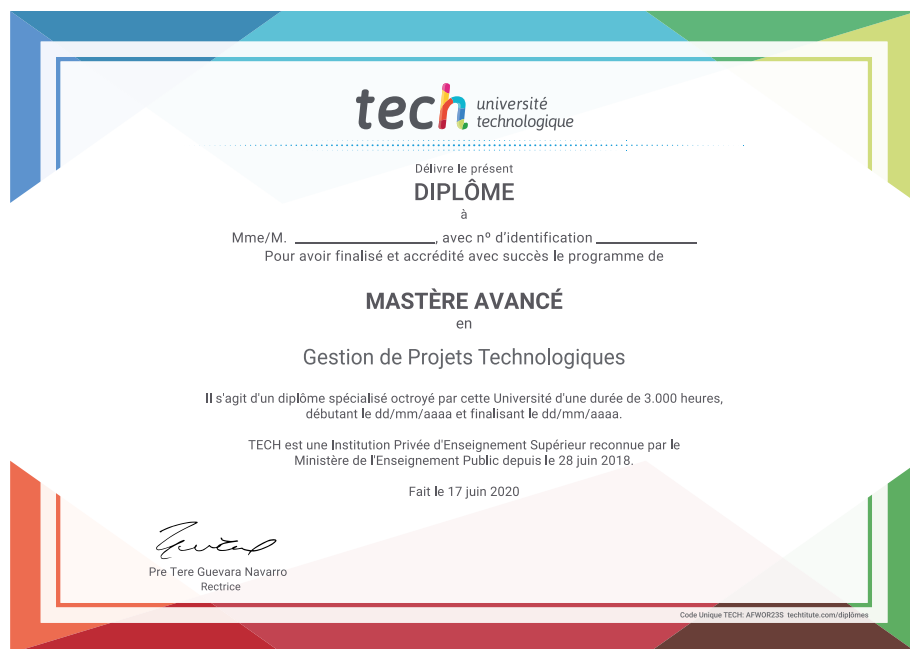 tech université
technologique
Délivre le présent
DIPLÔME
à
Mme/M. ____________, avec nº d'identification ____________
Pour avoir finalisé et accrédité avec succès le programme de
MASTÈRE AVANCÉ
en
Gestion de Projets Technologiques
Il s'agit d'un diplôme spécialisé octroyé par cette Université d'une durée de 3.000 heures,
débutant le dd/mm/aaaa et finalisant le dd/mm/aaaa.
TECH est une Institution Privée d'Enseignement Supérieur reconnue par le
Ministère de l'Enseignement Public depuis le 28 juin 2018.
Fait le 17 juin 2020
Pre Tere Guevara Navarro
Rectrice
Code Unique TECH: AFWOR23S techtitute.com/diplômes